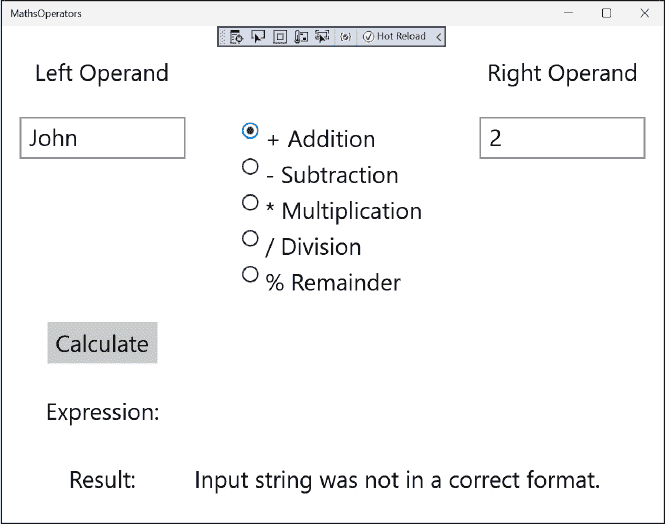 MathsOperators
Hot Reload
Left Operand
Right Operand
John
2
+ Addition
- Subtraction
* Multiplication
/ Division
% Remainder
Calculate
Expression:
Result: Input string was not in a correct format.